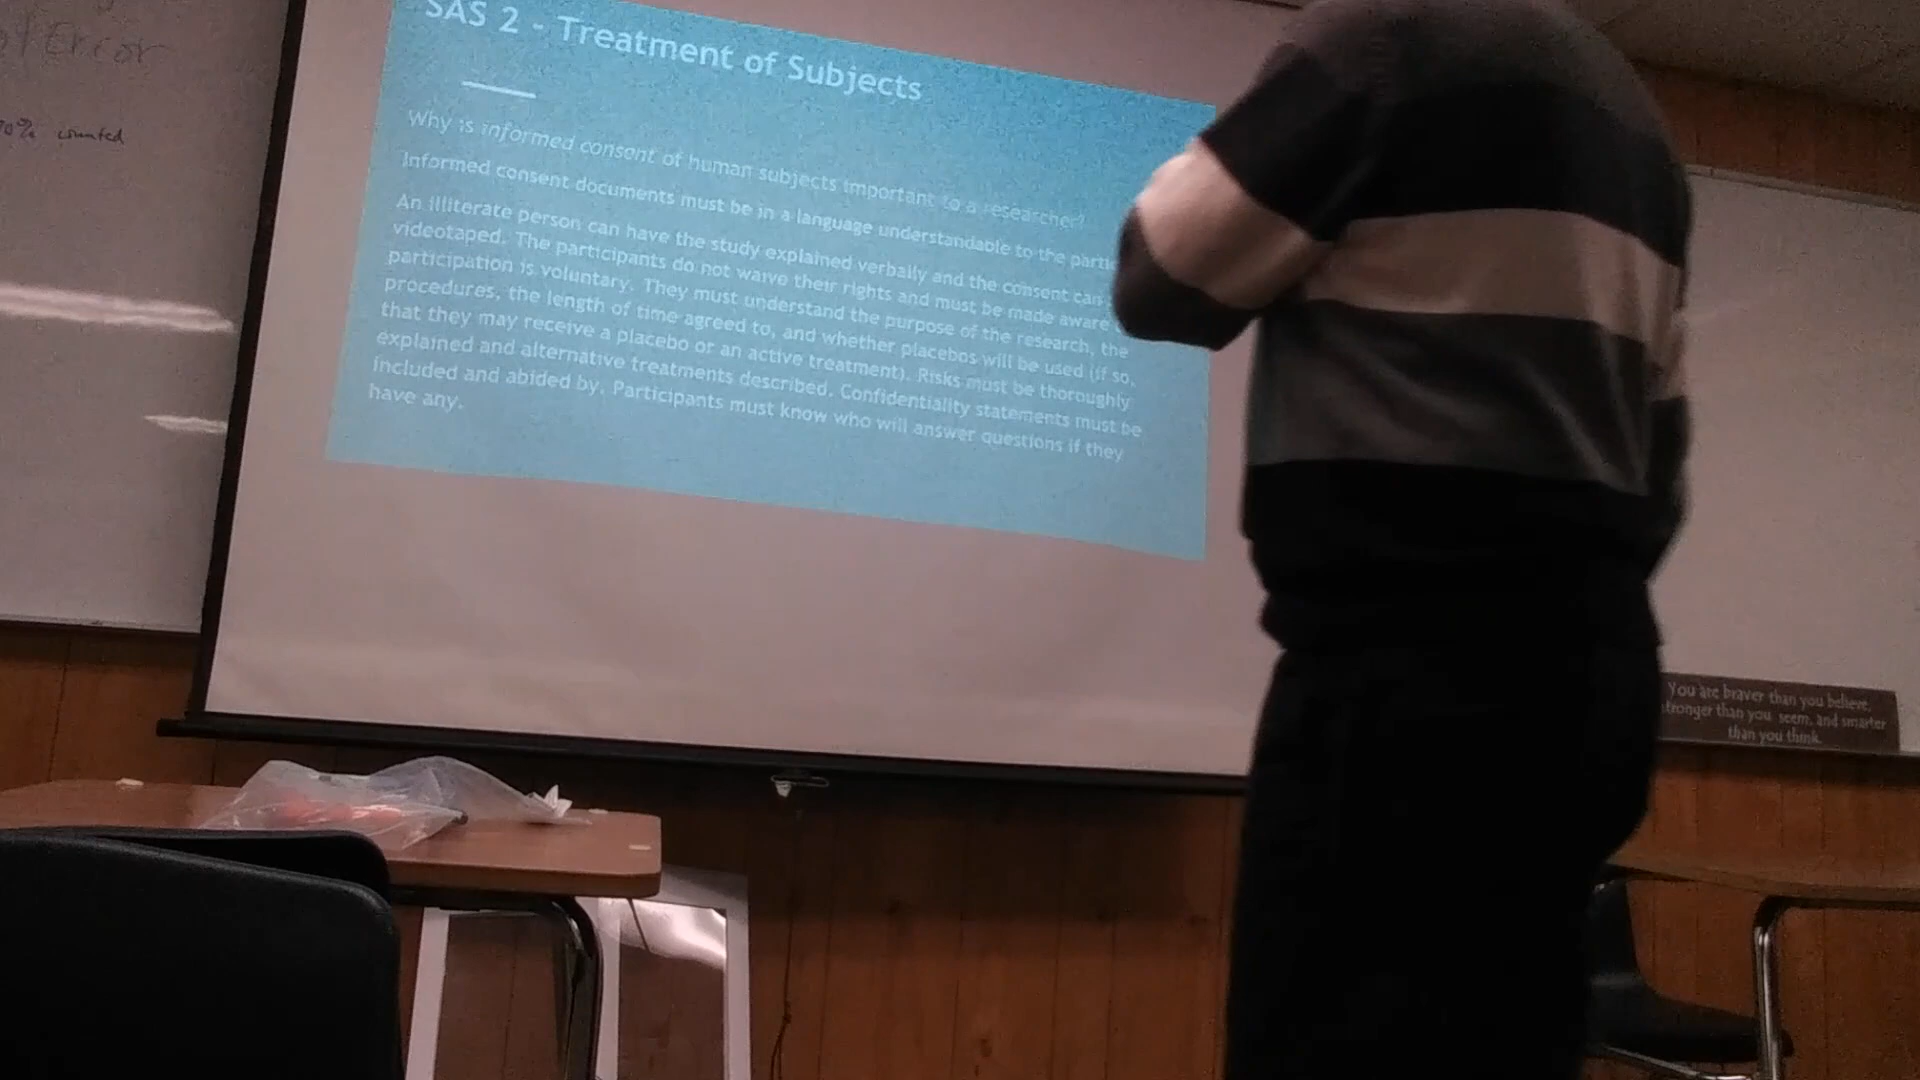 Error
counted
SAS 2 - Treatment of Subjects
Why is informed consent of human subjects important to a researcher?
Informed consent documents must be in a language understandable to the
An illiterate person can have the study explained verbally and the consent can
videotaped. The participants do not waive their rights and must be made aware
participation is voluntary. They must understand the purpose of the research, the
procedures, the length of time agreed to, and whether placebos will be used (if so,
that they may receive a placebo or an active treatment). Risks must be thoroughly
explained and alternative treatments described. Confidentiality statements must be
included and abided by. Participants must know who will answer questions if they
have any.
You are braver than you believe,
stronger than you seem, and smarter
than you think.